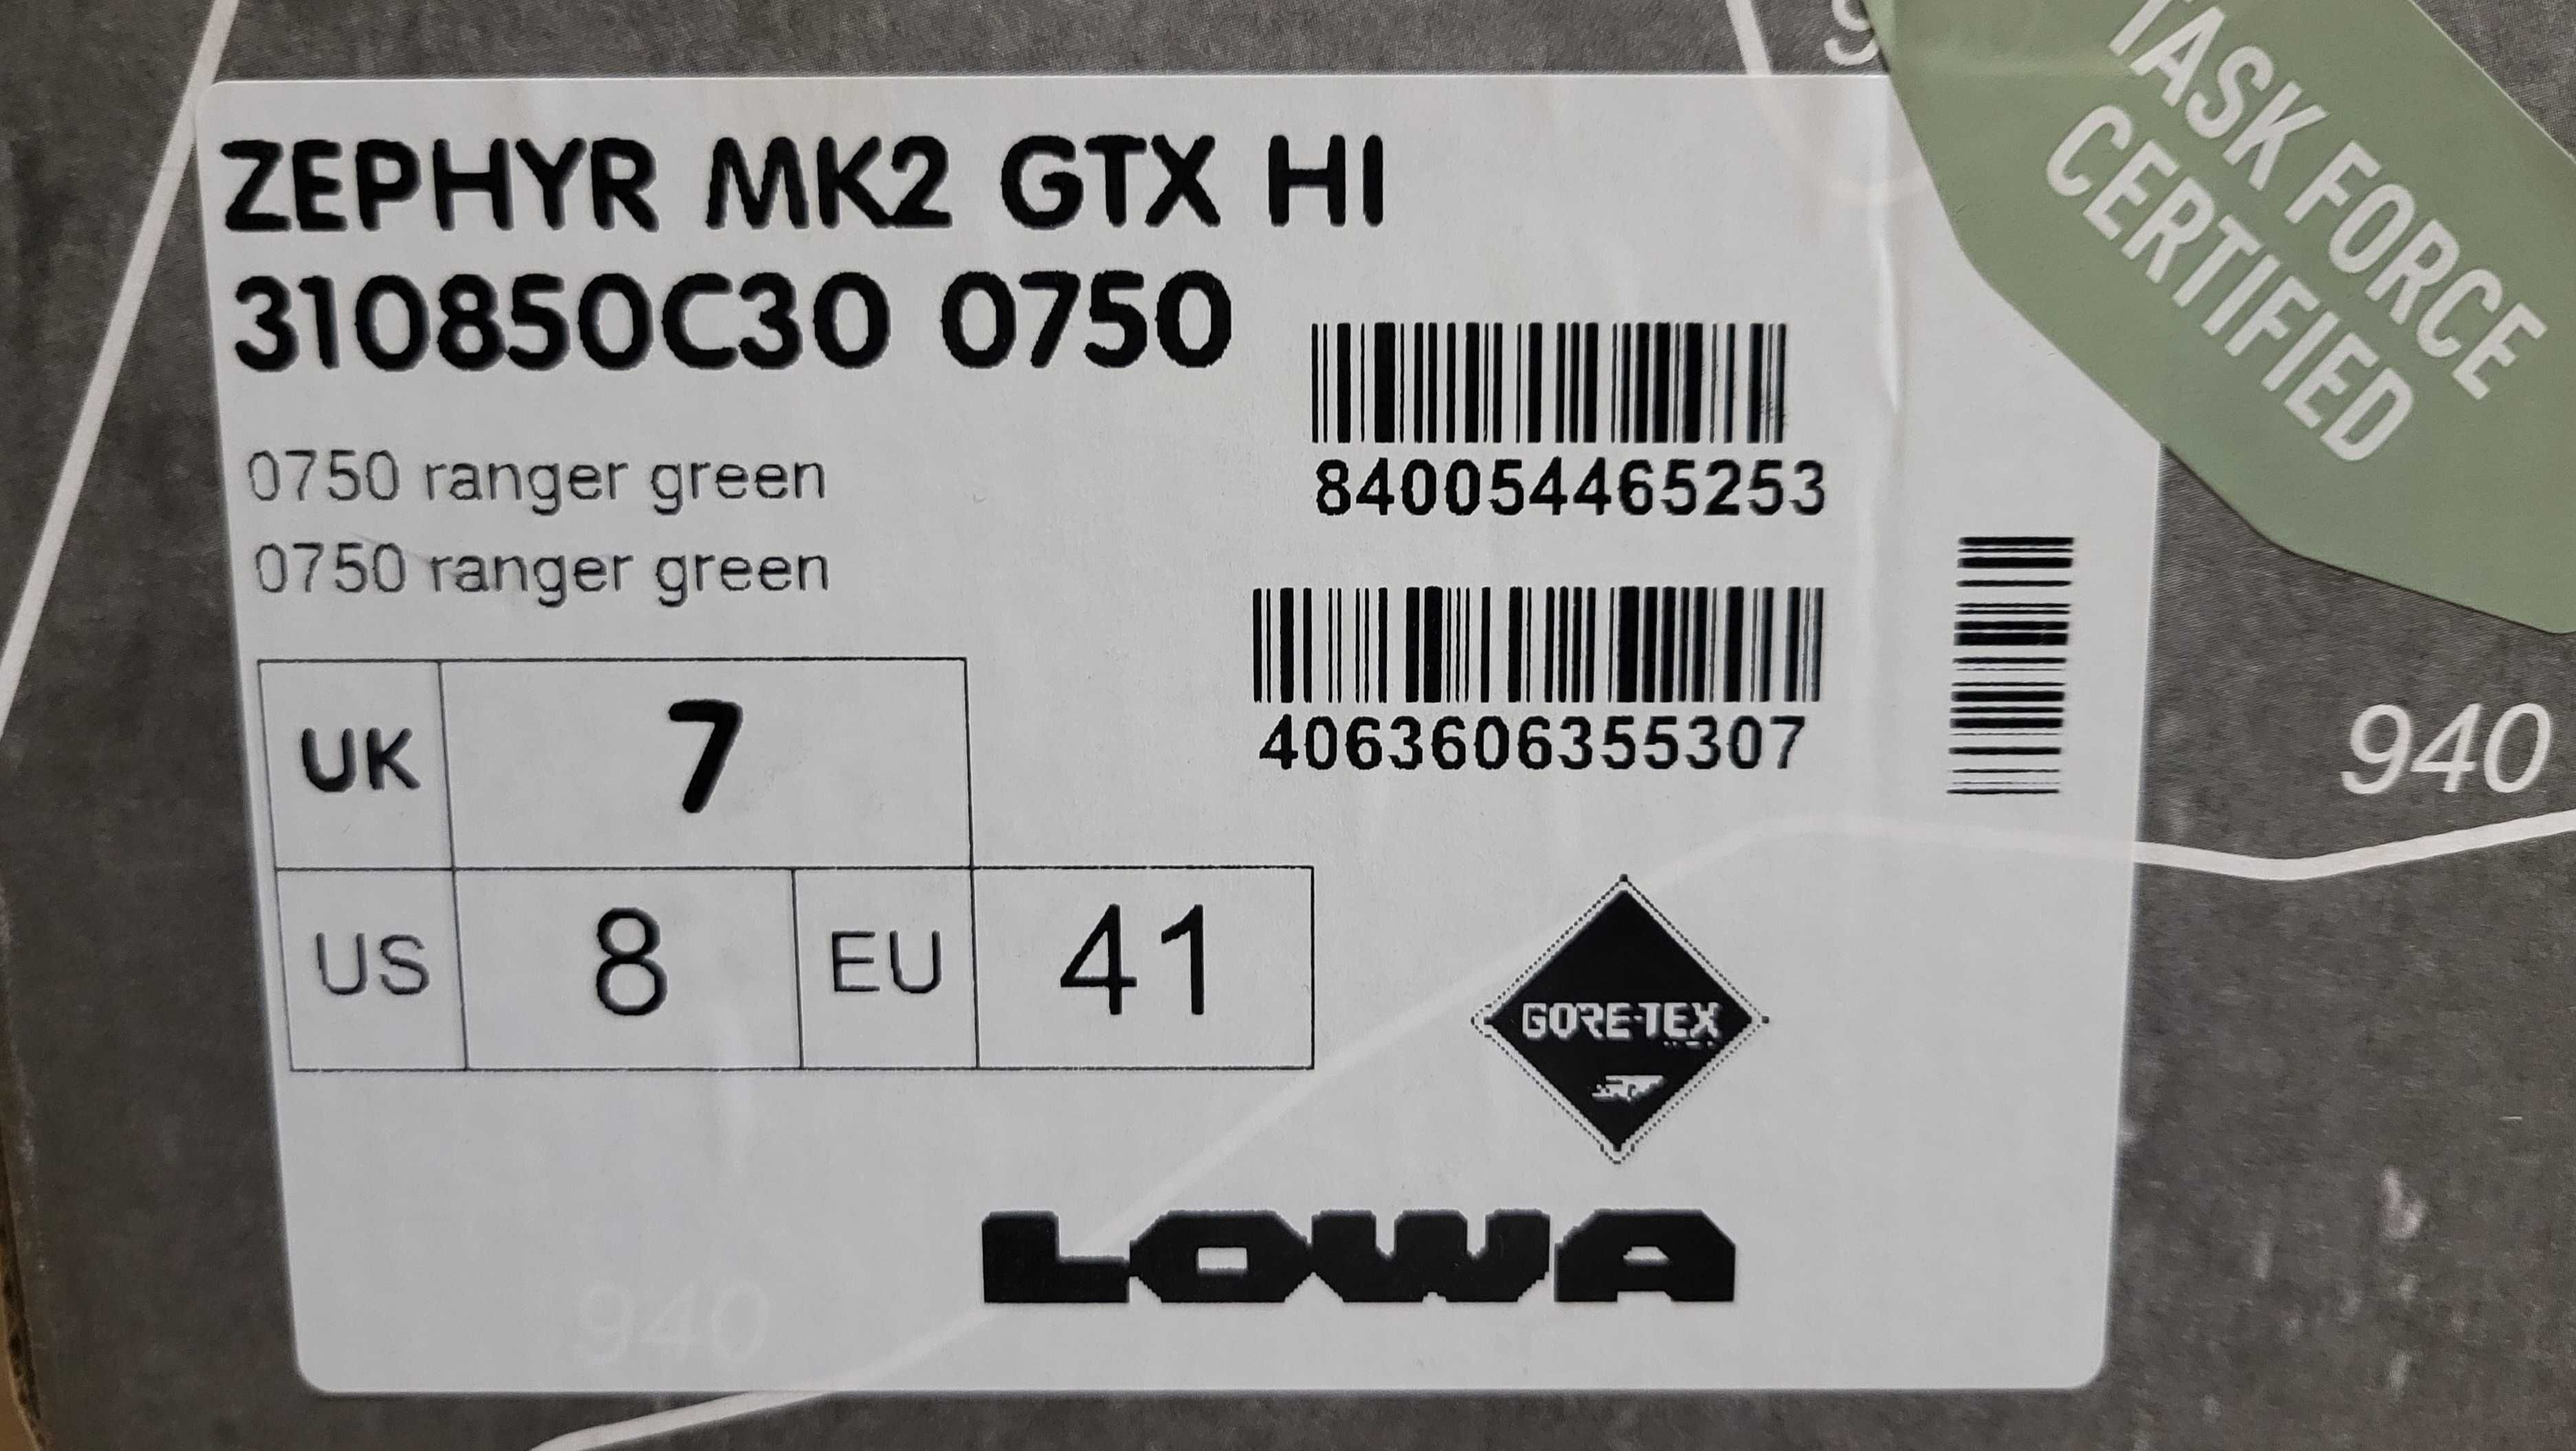 ZEPHYR MK2 GTX HI
310850C30 0750
0750 ranger green
0750 ranger green
840054465253
4063606355307
UK 7
US 8 EU 41
GORE-TEX
LOWA
TASK FORCE
CERTIFIED
9
940
940